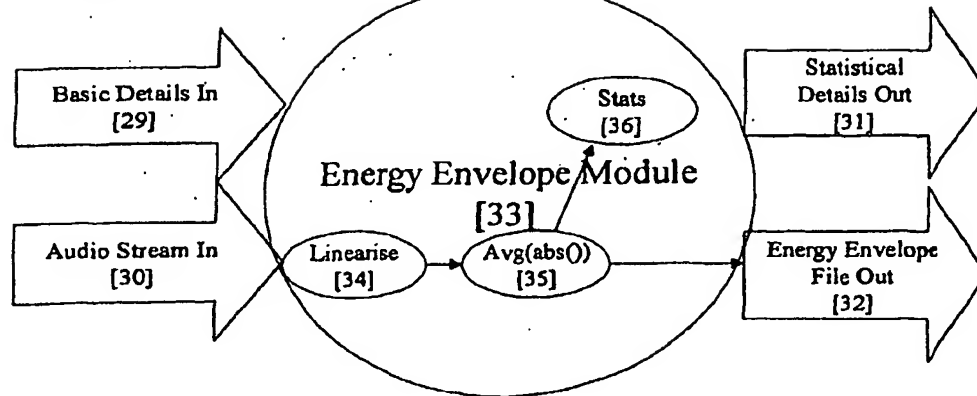 Basic Details In
[29]
Audio Stream In
[30]
Stats
[36]
Energy Envelope Module
[33]
Linearise
[34]
Avg(abs())
[35]
Statistical
Details Out
[31]
Energy Envelope
File Out
[32]